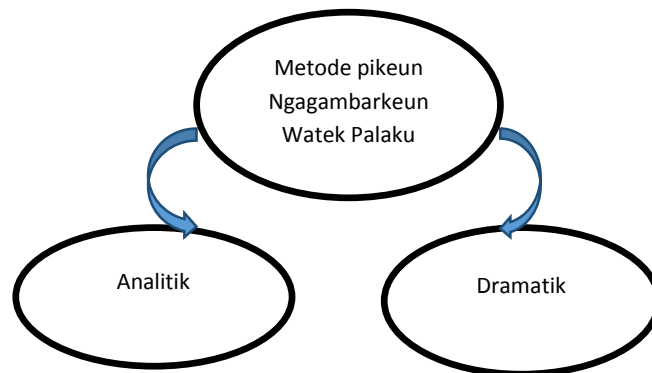 Metode pikeun
Ngagambarkeun
Watek Palaku
Analitik
Dramatik